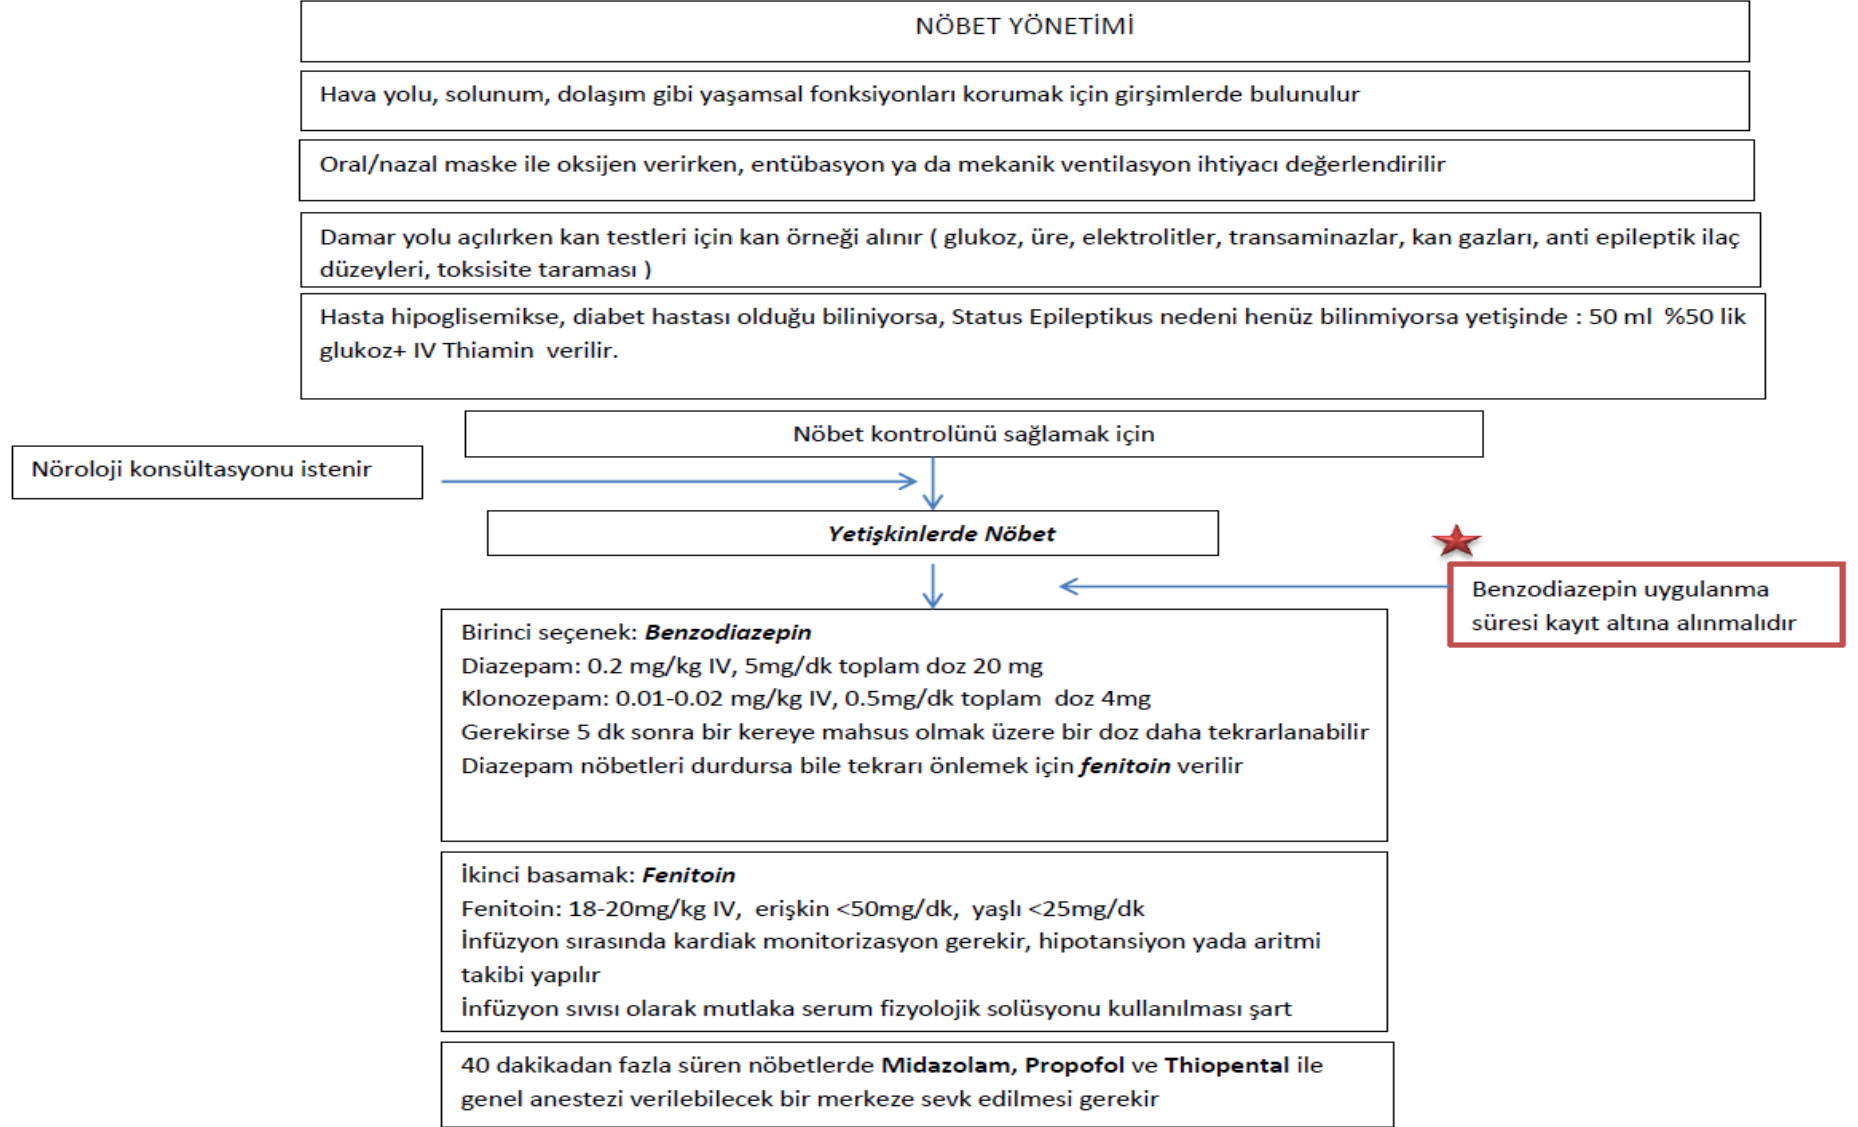 NÖBET YÖNETİMİ
Hava yolu, solunum, dolaşım gibi yaşamsal fonksiyonları korumak için girşimlerde bulunulur
Oral/nazal maske ile oksijen verirken, entübasyon ya da mekanik ventilasyon ihtiyacı değerlendirilir
Damar yolu açılırken kan testleri için kan örneği alınır ( glukoz, üre, elektrolitler, transaminazlar, kan gazları, anti epileptik ilaç
düzeyleri, toksisite taraması )
Hasta hipoglisemikse, diabet hastası olduğu biliniyorsa, Status Epileptikus nedeni henüz bilinmiyorsa yetişinde : 50 ml %50 lik
glukoz+ IV Thiamin verilir.
Nöbet kontrolünü sağlamak için
Nöroloji konsültasyonu istenir
Yetişkinlerde Nöbet
Benzodiazepin uygulanma
süresi kayıt altına alınmalıdır
Birinci seçenek: Benzodiazepin
Diazepam: 0.2 mg/kg IV, 5mg/dk toplam doz 20 mg
Klonozepam: 0.01-0.02 mg/kg IV, 0.5mg/dk toplam doz 4mg
Gerekirse 5 dk sonra bir kereye mahsus olmak üzere bir doz daha tekrarlanabilir
Diazepam nöbetleri durdursa bile tekrarı önlemek için fenitoin verilir
İkinci basamak: Fenitoin
Fenitoin: 18-20mg/kg IV, erişkin <50mg/dk, yaşlı <25mg/dk
İnfüzyon sırasında kardiak monitorizasyon gerekir, hipotansiyon yada aritmi
takibi yapılır
İnfüzyon sıvısı olarak mutlaka serum fizyolojik solüsyonu kullanılması şart
40 dakikadan fazla süren nöbetlerde Midazolam, Propofol ve Thiopental ile
genel anestezi verilebilecek bir merkeze sevk edilmesi gerekir